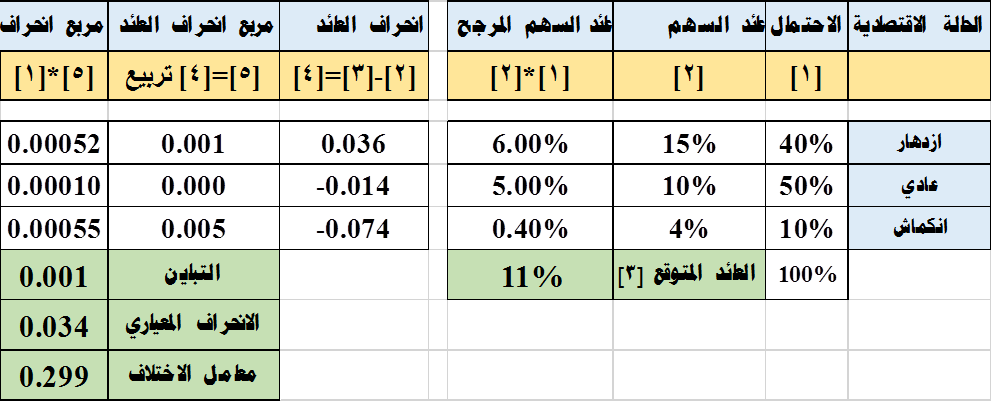 الحالة الاقتصادية الاحتمال عائد السهم عائد السهم المرجح انحراف العائد مربع انحراف العائد مربع انحراف
[١] [٢] [١]*[٢] [٢]-[٣]=[٤] [٥]=[٤] تربيع [٥]*[١]
ازدهار 40% 15% 6.00% 0.036 0.001 0.00052
عادي 50% 10% 5.00% -0.014 0.000 0.00010
انكماش 10% 4% 0.40% -0.074 0.005 0.00055
100% العائد المتوقع [٣] 11% التباين 0.001
الانحراف المعياري 0.034
معامل الاختلاف 0.299